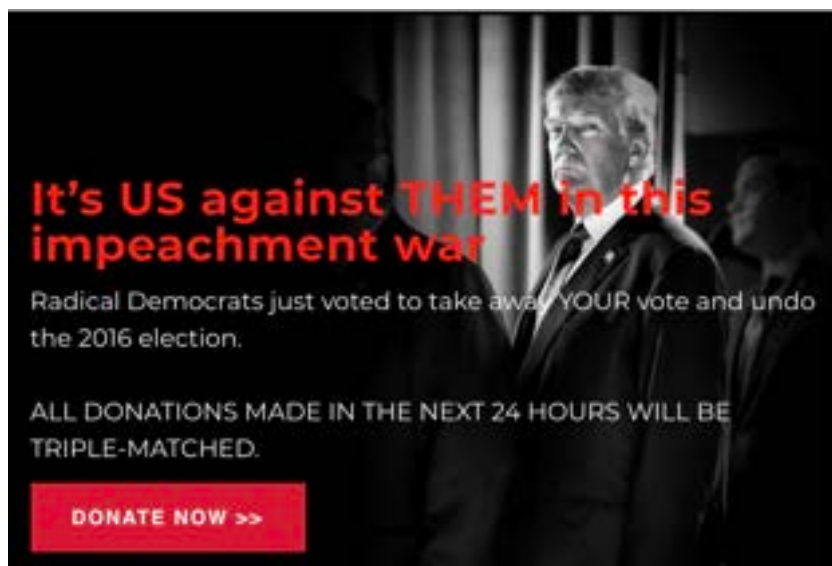 It's US against THEM in this
impeachment war
Radical Democrats just voted to take away YOUR vote and undo
the 2016 election.
ALL DONATIONS MADE IN THE NEXT 24 HOURS WILL BE
TRIPLE-MATCHED.
DONATE NOW >>